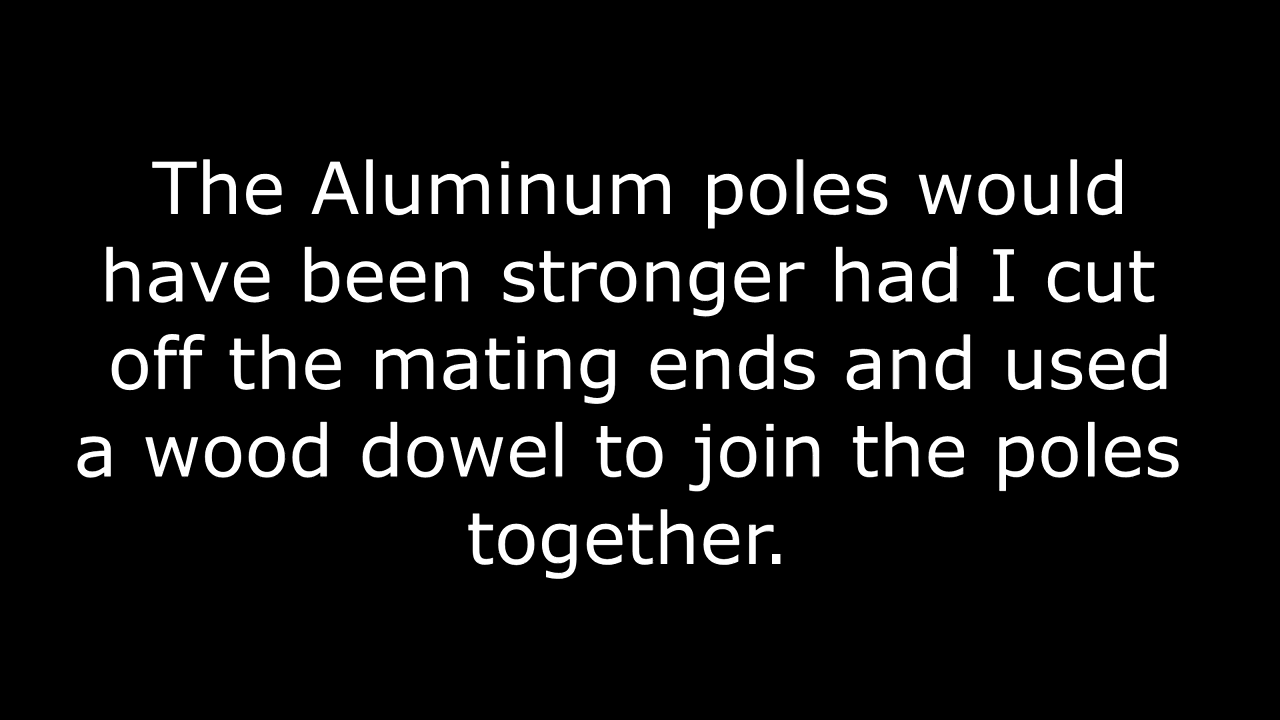 The Aluminum poles would
have been stronger had I cut
off the mating ends and used
a wood dowel to join the poles
together.